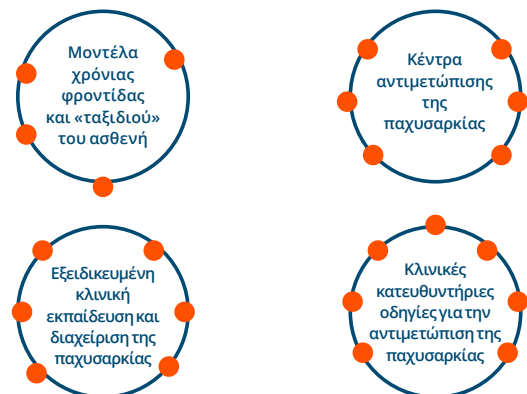 Μοντέλα
χρόνιας
φροντίδας
και «ταξιδιού»
του ασθενή
Κέντρα
αντιμετώπισης
της
παχυσαρκίας
Εξειδικευμένη
κλινική
εκπαίδευση και
διαχείριση της
παχυσαρκίας
Κλινικές
κατευθυντήριες
οδηγίες για την
αντιμετώπιση της
παχυσαρκίας